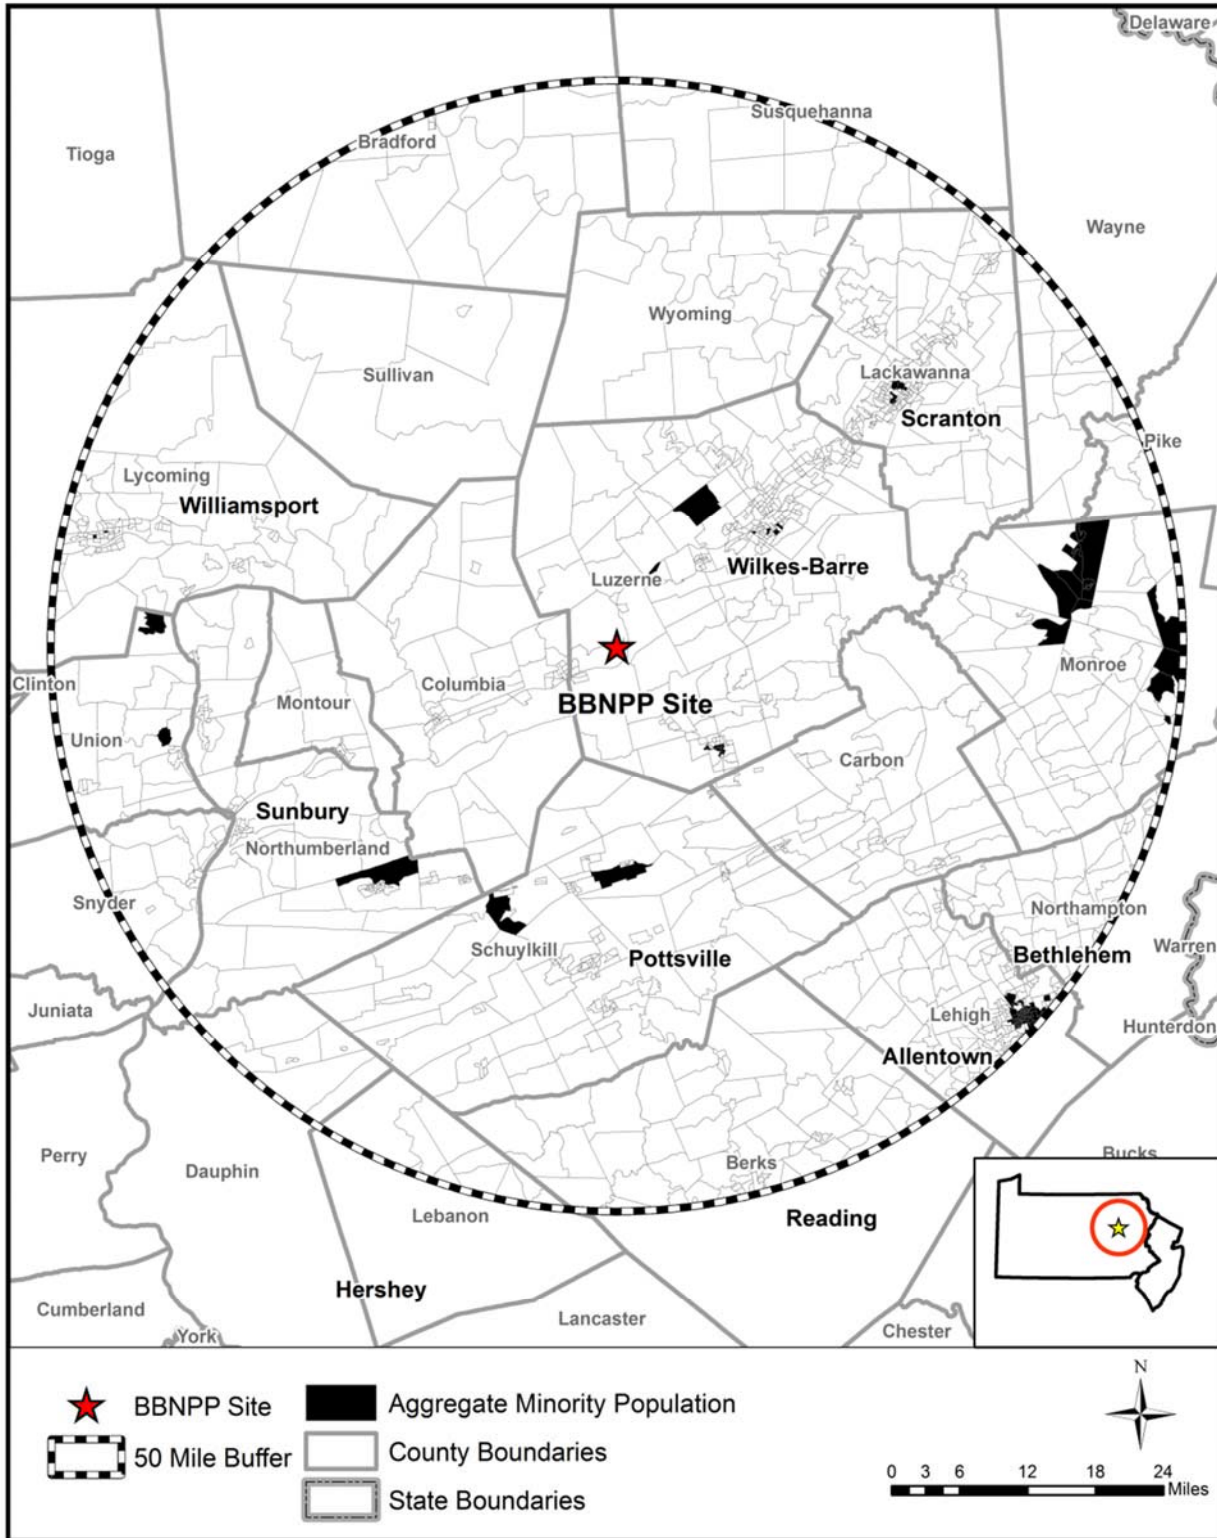 Delaware
Susquehanna
Bradford
Tioga
Wayne
Wyoming
Sullivan
Lackawanna
Scranton
Pike
Lycoming
Williamsport
Wilkes-Barre
Luzerne
Monroe
Clinton
Columbia
Montour
BBNPP Site
Union
Carbon
Sunbury
Northumberland
Snyder
Northampton
Warren
Schuylkill
Pottsville
Bethlehem
Juniata
Lehigh
Hunterdon
Allentown
Perry
Dauphin
Berks
Bucks
Lebanon
Reading
Hershey
Cumberland
York
Lancaster
Chester
BBNPP Site
50 Mile Buffer
Aggregate Minority Population
County Boundaries
State Boundaries
N
0 3 6 12 18 24
Miles